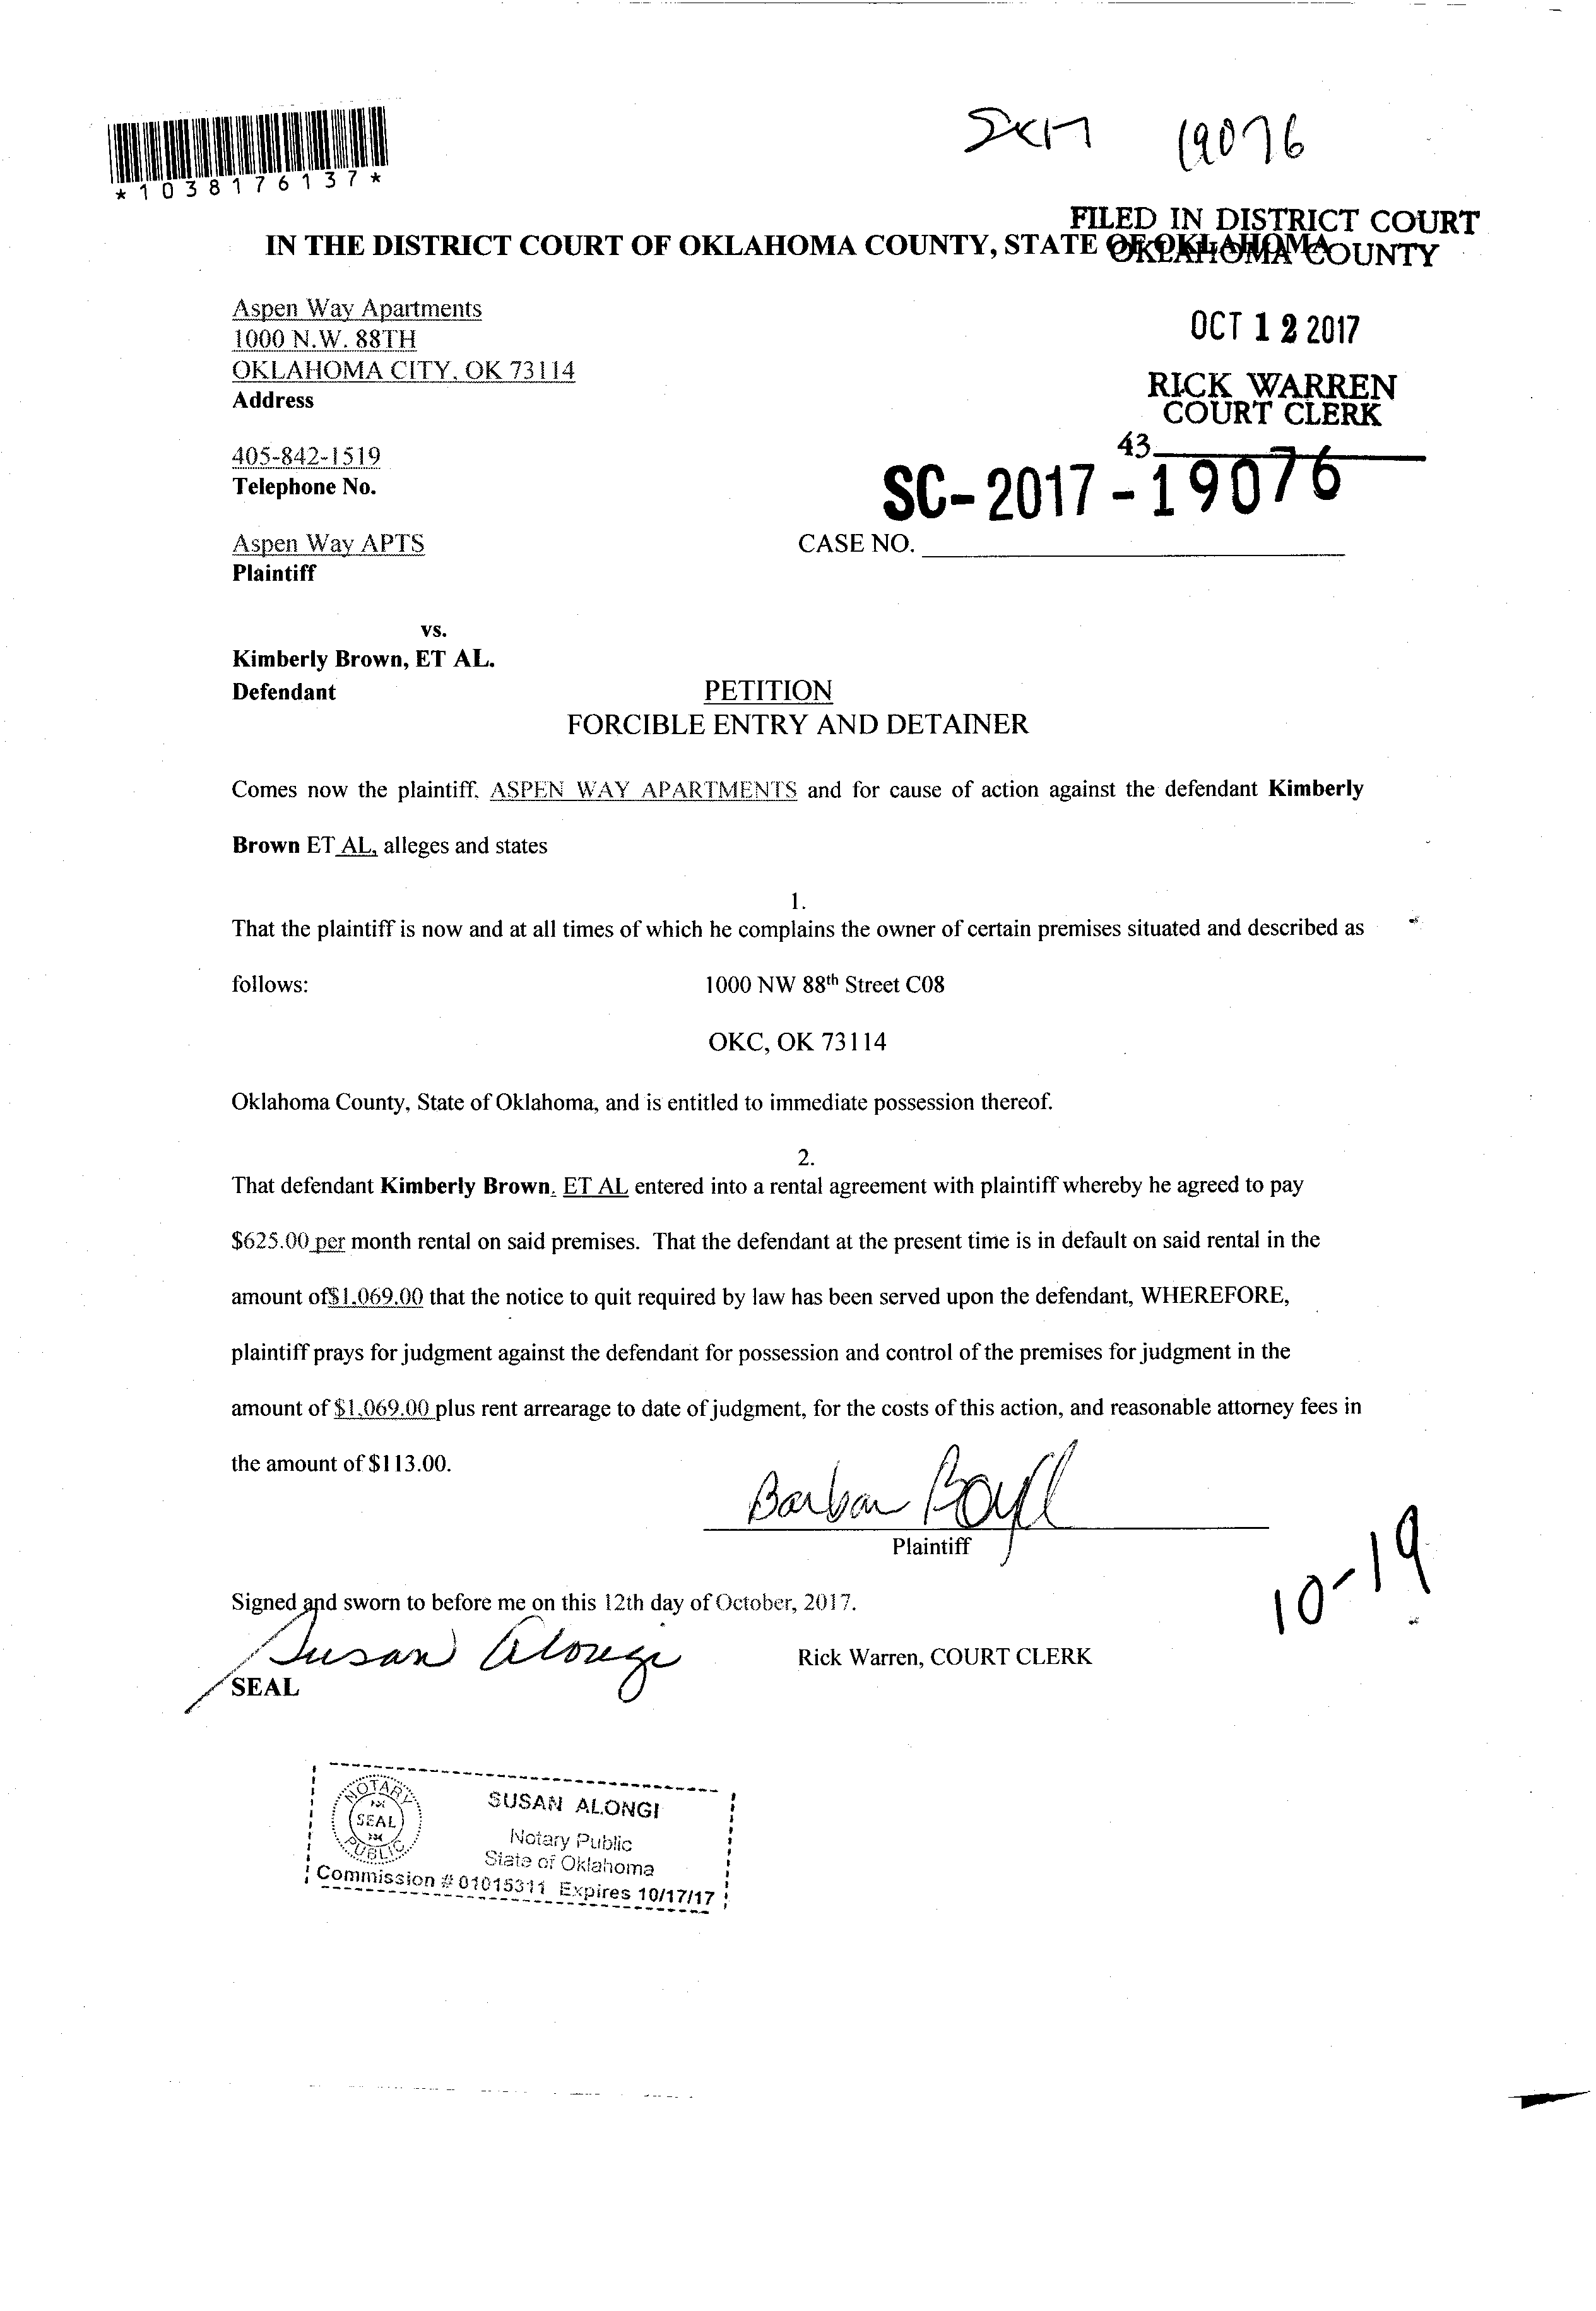 19076
*1038176137*
FILED IN DISTRICT COURT
OKLAHOMA COUNTY
IN THE DISTRICT COURT OF OKLAHOMA COUNTY, STATE OF OKLAHOMA
Aspen Way Apartments
1000 N.W. 88TH
OKLAHOMA CITY, OK 73114
Address
OCT 12 2017
RICK WARREN
COURT CLERK
43
405-842-1519
Telephone No.
SC-2017-19076
Aspen Way APTS
CASE NO.
Plaintiff
vs.
Kimberly Brown, ET AL.
Defendant
PETITION
FORCIBLE ENTRY AND DETAINER
Comes now the plaintiff, ASPEN WAY APARTMENTS and for cause of action against the defendant Kimberly
Brown ET AL, alleges and states
1.
That the plaintiff is now and at all times of which he complains the owner of certain premises situated and described as
follows: 1000 NW 88th Street C08
OKC, OK 73114
Oklahoma County, State of Oklahoma, and is entitled to immediate possession thereof.
2.
That defendant Kimberly Brown, ET AL entered into a rental agreement with plaintiff whereby he agreed to pay
$625.00 per month rental on said premises. That the defendant at the present time is in default on said rental in the
amount of$1,069.00 that the notice to quit required by law has been served upon the defendant, WHEREFORE,
plaintiff prays for judgment against the defendant for possession and control of the premises for judgment in the
amount of $1,069.00 plus rent arrearage to date of judgment, for the costs of this action, and reasonable attorney fees in
the amount of $113.00.
Plaintiff
10-19
Signed and sworn to before me on this 12th day of October, 2017.
Susan Alongi
Rick Warren, COURT CLERK
SEAL
NOTARY
SEAL
PUBLIC
SUSAN ALONGI
Notary Public
State of Oklahoma
Commission # 01015311 Expires 10/17/17